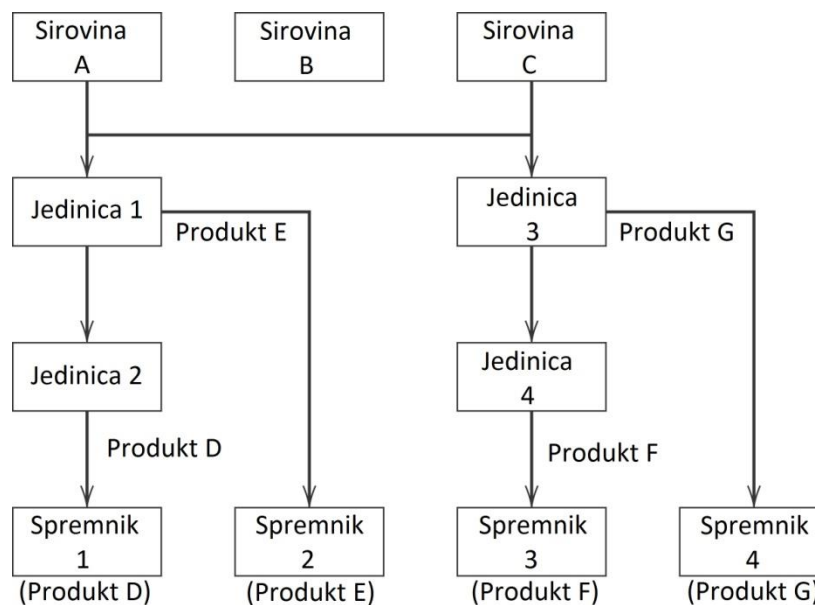 Sirovina
A
Sirovina
B
Sirovina
C
Jedinica 1
Produkt E
Jedinica
3
Produkt G
Jedinica 2
Jedinica
4
Produkt D
Produkt F
Spremnik
1
(Produkt D)
Spremnik
2
(Produkt E)
Spremnik
3
(Produkt F)
Spremnik
4
(Produkt G)